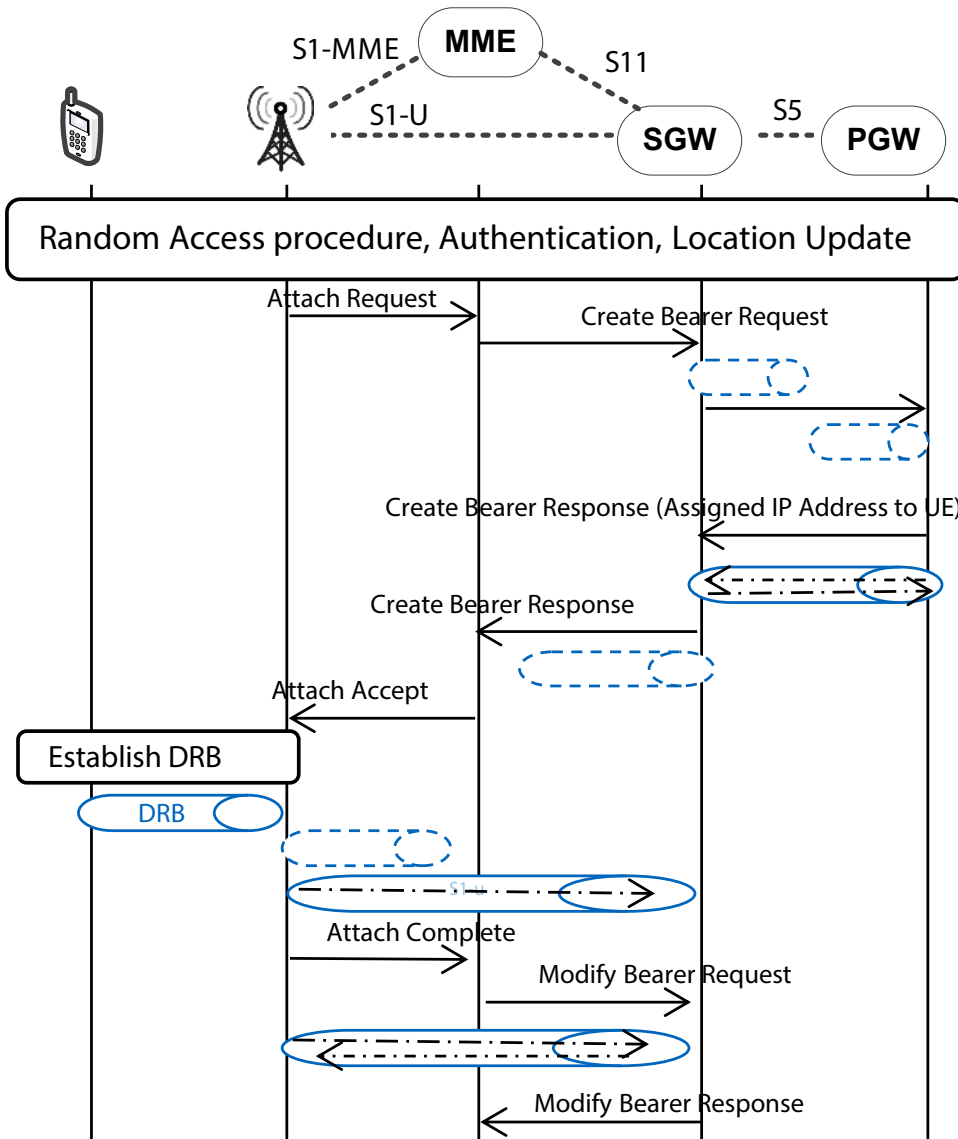 MME
S1-MME
S11
S1-U
S5
SGW
PGW
Random Access procedure, Authentication, Location Update
Attach Request
Create Bearer Request
Create Bearer Response (Assigned IP Address to UE)
Create Bearer Response
Attach Accept
Establish DRB
DRB
S1-u
Attach Complete
Modify Bearer Request
Modify Bearer Response